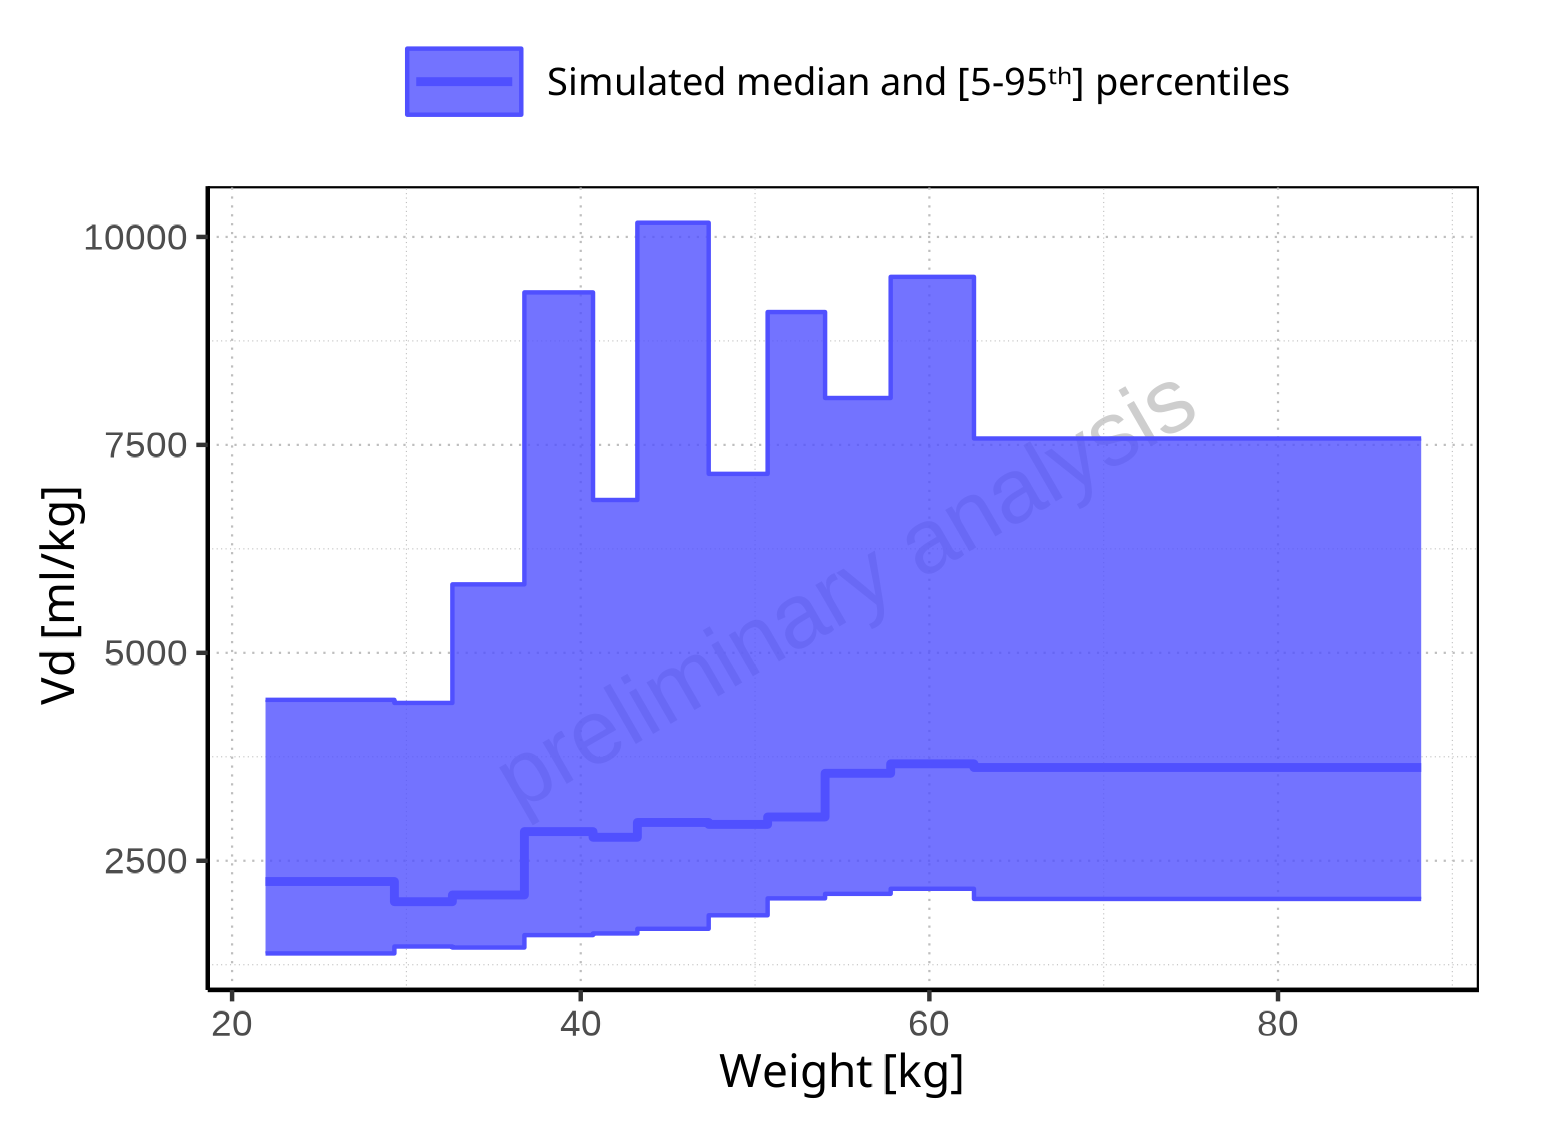 Simulated median and [5-95ᵗʰ] percentiles
10000
7500
5000
2500
Vd [ml/kg]
preliminary analysis
20 40 60 80
Weight [kg]